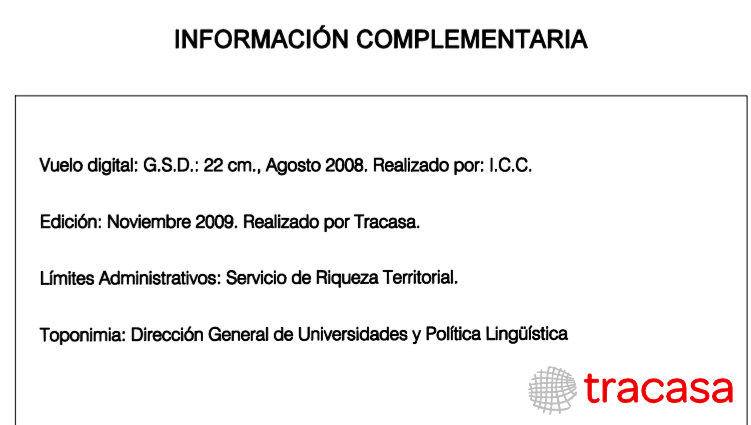 INFORMACIÓN COMPLEMENTARIA
Vuelo digital: G.S.D.: 22 cm., Agosto 2008. Realizado por: I.C.C.
Edición: Noviembre 2009. Realizado por Tracasa.
Límites Administrativos: Servicio de Riqueza Territorial.
Toponimia: Dirección General de Universidades y Política Lingüística
tracasa